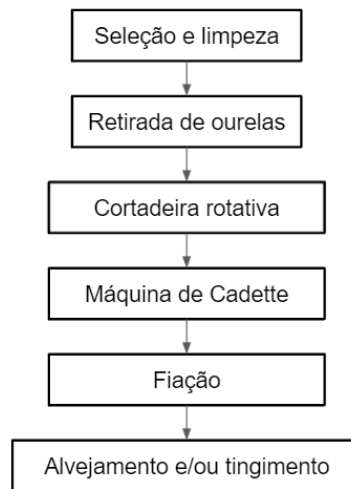 Seleção e limpeza
Retirada de ourelas
Cortadeira rotativa
Máquina de Cadette
Fiação
Alvejamento e/ou tingimento